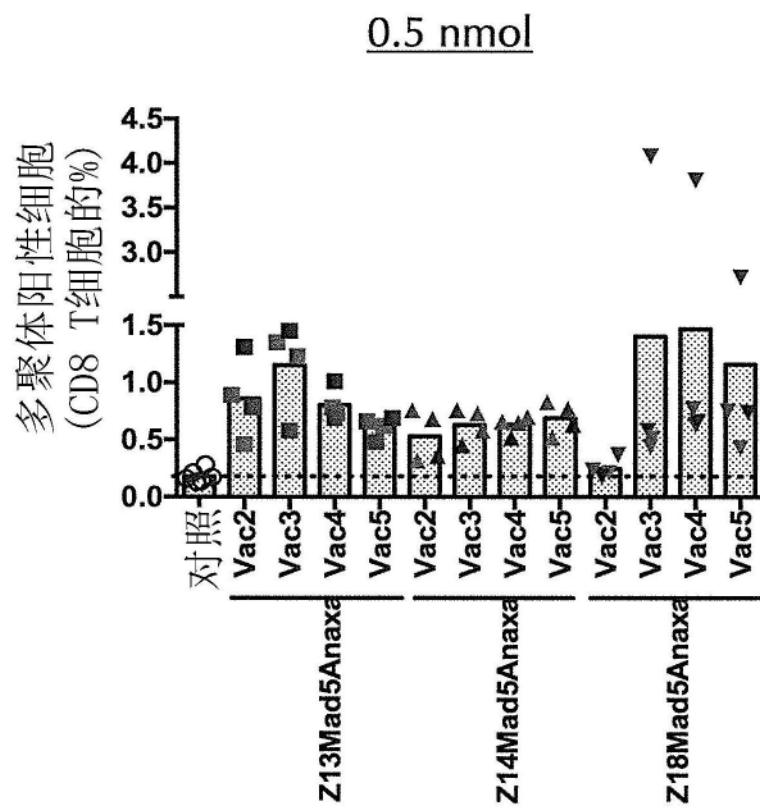 0.5 nmol
多聚体阳性细胞
(CD8 T细胞的%)
4.5
4.0
3.5
3.0
1.5
1.0
0.5
0.0
对照
Vac2
Vac3
Vac4
Vac5
Vac2
Vac3
Vac4
Vac5
Vac2
Vac3
Vac4
Vac5
Z13Mad5Anaxa
Z14Mad5Anaxa
Z18Mad5Anaxa